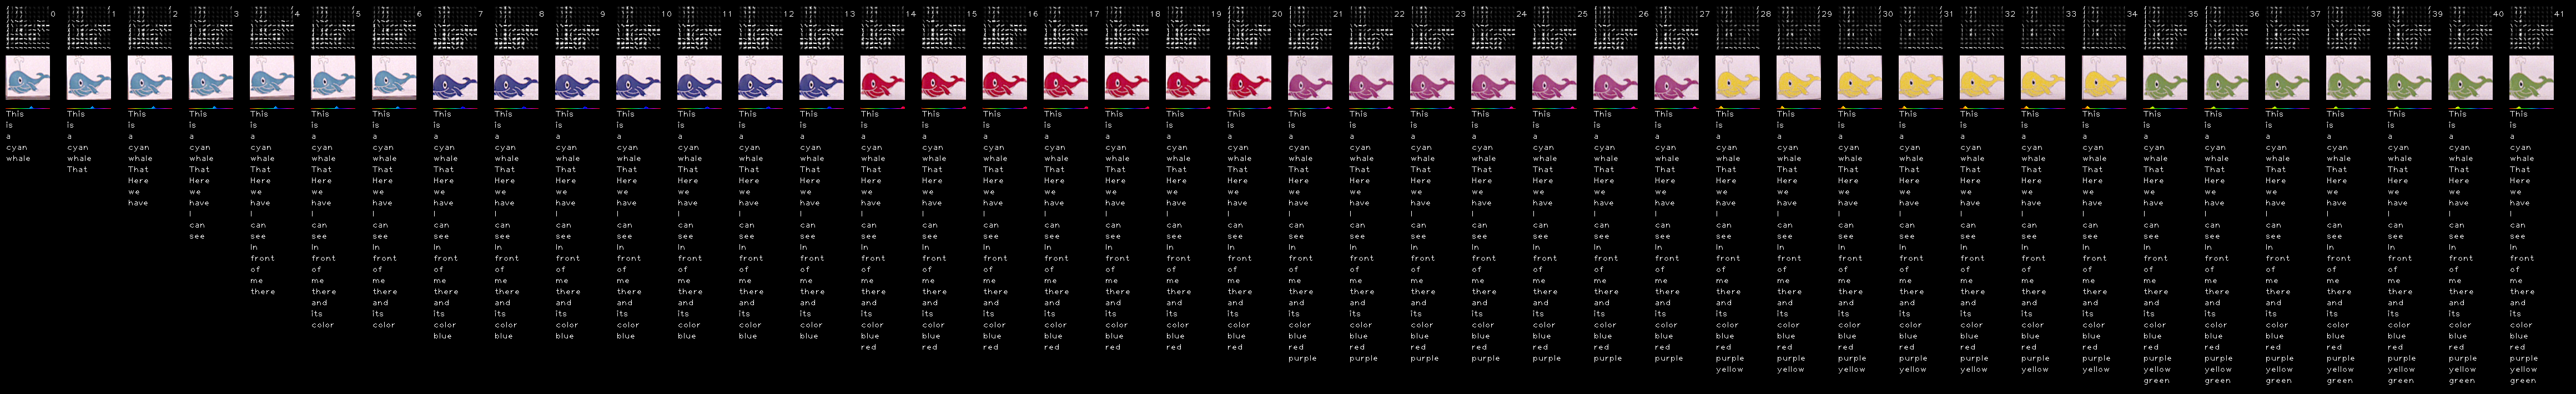 0 1 2 3 4 5 6 7 8 9 10 11 12 13 14 15 16 17 18 19 20 21 22 23 24 25 26 27 28 29 30 31 32 33 34 35 36 37 38 39 40 41
This This This This This This This This This This This This This This This This This This This This This This This This This This This This This This This This This This This This This This This This This This
is is is is is is is is is is is is is is is is is is is is is is is is is is is is is is is is is is is is is is is is is is
a a a a a a a a a a a a a a a a a a a a a a a a a a a a a a a a a a a a a a a a a a
cyan cyan cyan cyan cyan cyan cyan cyan cyan cyan cyan cyan cyan cyan cyan cyan cyan cyan cyan cyan cyan cyan cyan cyan cyan cyan cyan cyan cyan cyan cyan cyan cyan cyan cyan cyan cyan cyan cyan cyan cyan cyan
whale whale whale whale whale whale whale whale whale whale whale whale whale whale whale whale whale whale whale whale whale whale whale whale whale whale whale whale whale whale whale whale whale whale whale whale whale whale whale whale whale whale
That That That That That That That That That That That That That That That That That That That That That That That That That That That That That That That That That That That That That That That That That
Here Here Here Here Here Here Here Here Here Here Here Here Here Here Here Here Here Here Here Here Here Here Here Here Here Here Here Here Here Here Here Here Here Here Here Here Here Here Here Here
we we we we we we we we we we we we we we we we we we we we we we we we we we we we we we we we we we we we we we we we
have have have have have have have have have have have have have have have have have have have have have have have have have have have have have have have have have have have have have have have have
I I I I I I I I I I I I I I I I I I I I I I I I I I I I I I I I I I I I I I I
can can can can can can can can can can can can can can can can can can can can can can can can can can can can can can can can can can can can can can can
see see see see see see see see see see see see see see see see see see see see see see see see see see see see see see see see see see see see see see see
In In In In In In In In In In In In In In In In In In In In In In In In In In In In In In In In In In In In In In
front front front front front front front front front front front front front front front front front front front front front front front front front front front front front front front front front front front front front front
of of of of of of of of of of of of of of of of of of of of of of of of of of of of of of of of of of of of of of
me me me me me me me me me me me me me me me me me me me me me me me me me me me me me me me me me me me me me me
there there there there there there there there there there there there there there there there there there there there there there there there there there there there there there there there there there there there there
and and and and and and and and and and and and and and and and and and and and and and and and and and and and and and and and and and and and and
its its its its its its its its its its its its its its its its its its its its its its its its its its its its its its its its its its its its its
color color color color color color color color color color color color color color color color color color color color color color color color color color color color color color color color color color color color color
blue blue blue blue blue blue blue blue blue blue blue blue blue blue blue blue blue blue blue blue blue blue blue blue blue blue blue blue blue blue blue blue blue blue blue
red red red red red red red red red red red red red red red red red red red red red red red red red red red red
purple purple purple purple purple purple purple purple purple purple purple purple purple purple purple purple purple purple purple purple purple
yellow yellow yellow yellow yellow yellow yellow yellow yellow yellow yellow yellow yellow yellow
green green green green green green green